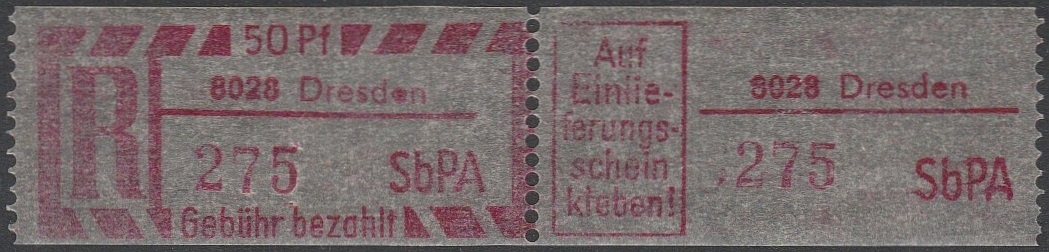 50 Pf
R
8028 Dresden
275 SbPA
Gebühr bezahlt
Auf
Einlie-
ferungs-
schein
kleben!
8028 Dresden
275 SbPA